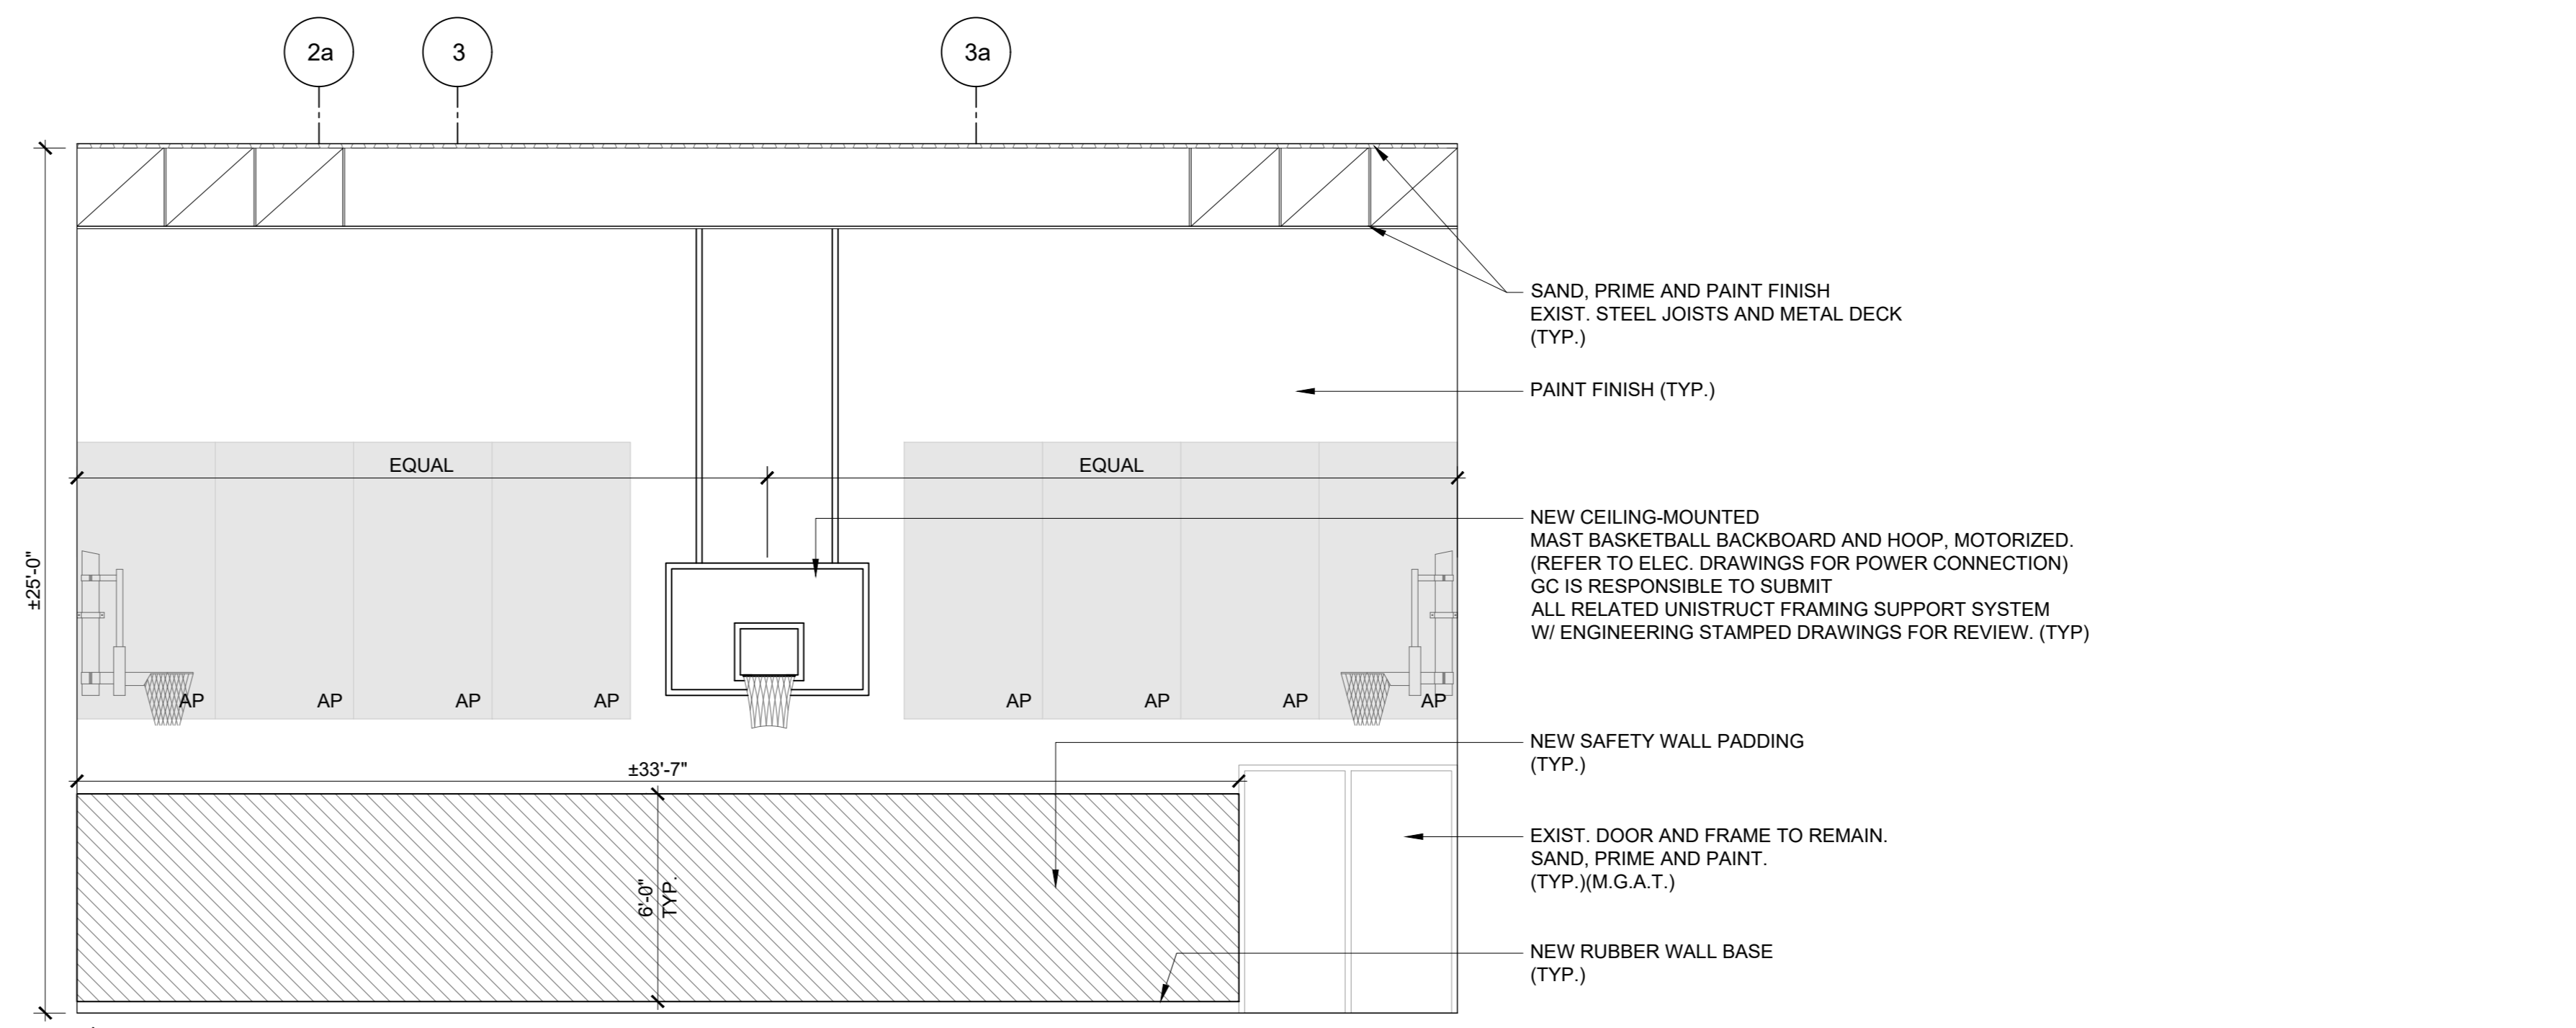 2a
3
3a
SAND, PRIME AND PAINT FINISH
EXIST. STEEL JOISTS AND METAL DECK
(TYP.)
PAINT FINISH (TYP.)
EQUAL
EQUAL
NEW CEILING-MOUNTED
MAST BASKETBALL BACKBOARD AND HOOP, MOTORIZED.
(REFER TO ELEC. DRAWINGS FOR POWER CONNECTION)
GC IS RESPONSIBLE TO SUBMIT
ALL RELATED UNISTRUCT FRAMING SUPPORT SYSTEM
W/ ENGINEERING STAMPED DRAWINGS FOR REVIEW. (TYP)
±25'-0"
AP
AP
AP
AP
AP
AP
AP
AP
NEW SAFETY WALL PADDING
(TYP.)
±33'-7"
EXIST. DOOR AND FRAME TO REMAIN.
SAND, PRIME AND PAINT.
(TYP.)(M.G.A.T.)
6'-0"
TYP.
NEW RUBBER WALL BASE
(TYP.)